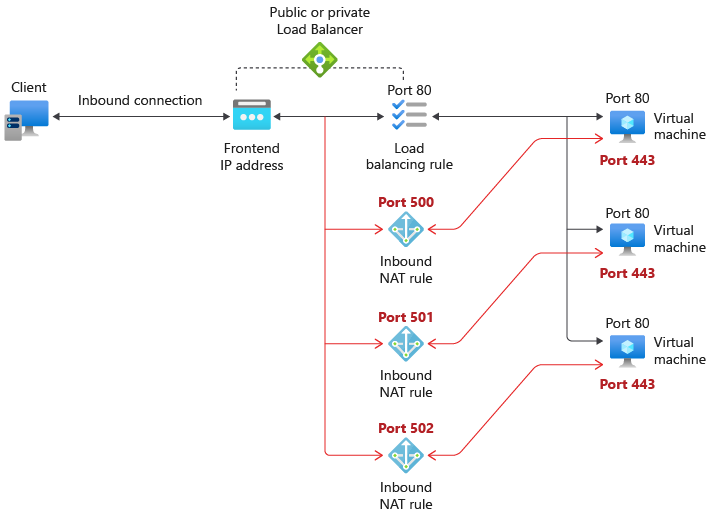 Public or private
Load Balancer
Client
Inbound connection
Port 80
Frontend
IP address
Load
balancing rule
Port 80
Virtual
machine
Port 443
Port 500
Inbound
NAT rule
Port 80
Virtual
machine
Port 443
Port 501
Inbound
NAT rule
Port 80
Virtual
machine
Port 443
Port 502
Inbound
NAT rule